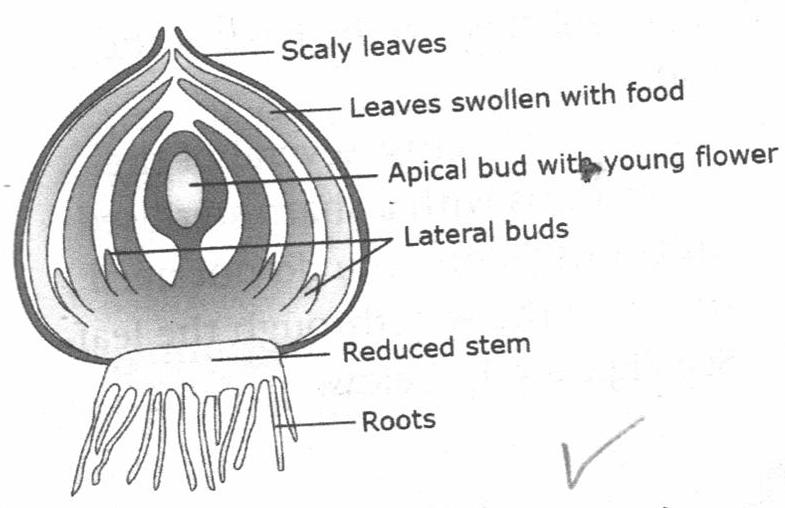 Scaly leaves
Leaves swollen with food
Apical bud with young flower
Lateral buds
Reduced stem
Roots